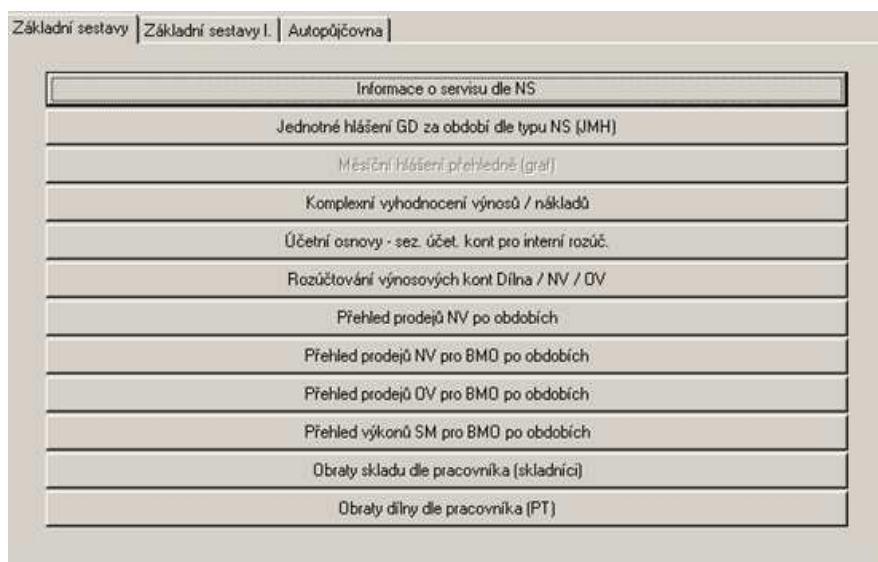 Základní sestavy Základní sestavy I. Autopůjčovna
Informace o servisu dle NS
Jednotné hlášení GD za období dle typu NS (JMH)
Měsíční hlášení přehledně (graf)
Komplexní vyhodnocení výnosů / nákladů
Účetní osnovy - sez. účet. kont pro interní rozúč.
Rozúčtování výnosových kont Dílna / NV / OV
Přehled prodejů NV po obdobích
Přehled prodejů NV pro BMO po obdobích
Přehled prodejů OV pro BMO po obdobích
Přehled výkonů SM pro BMO po obdobích
Obraty skladu dle pracovníka (skladníci)
Obraty dílny dle pracovníka (PT)